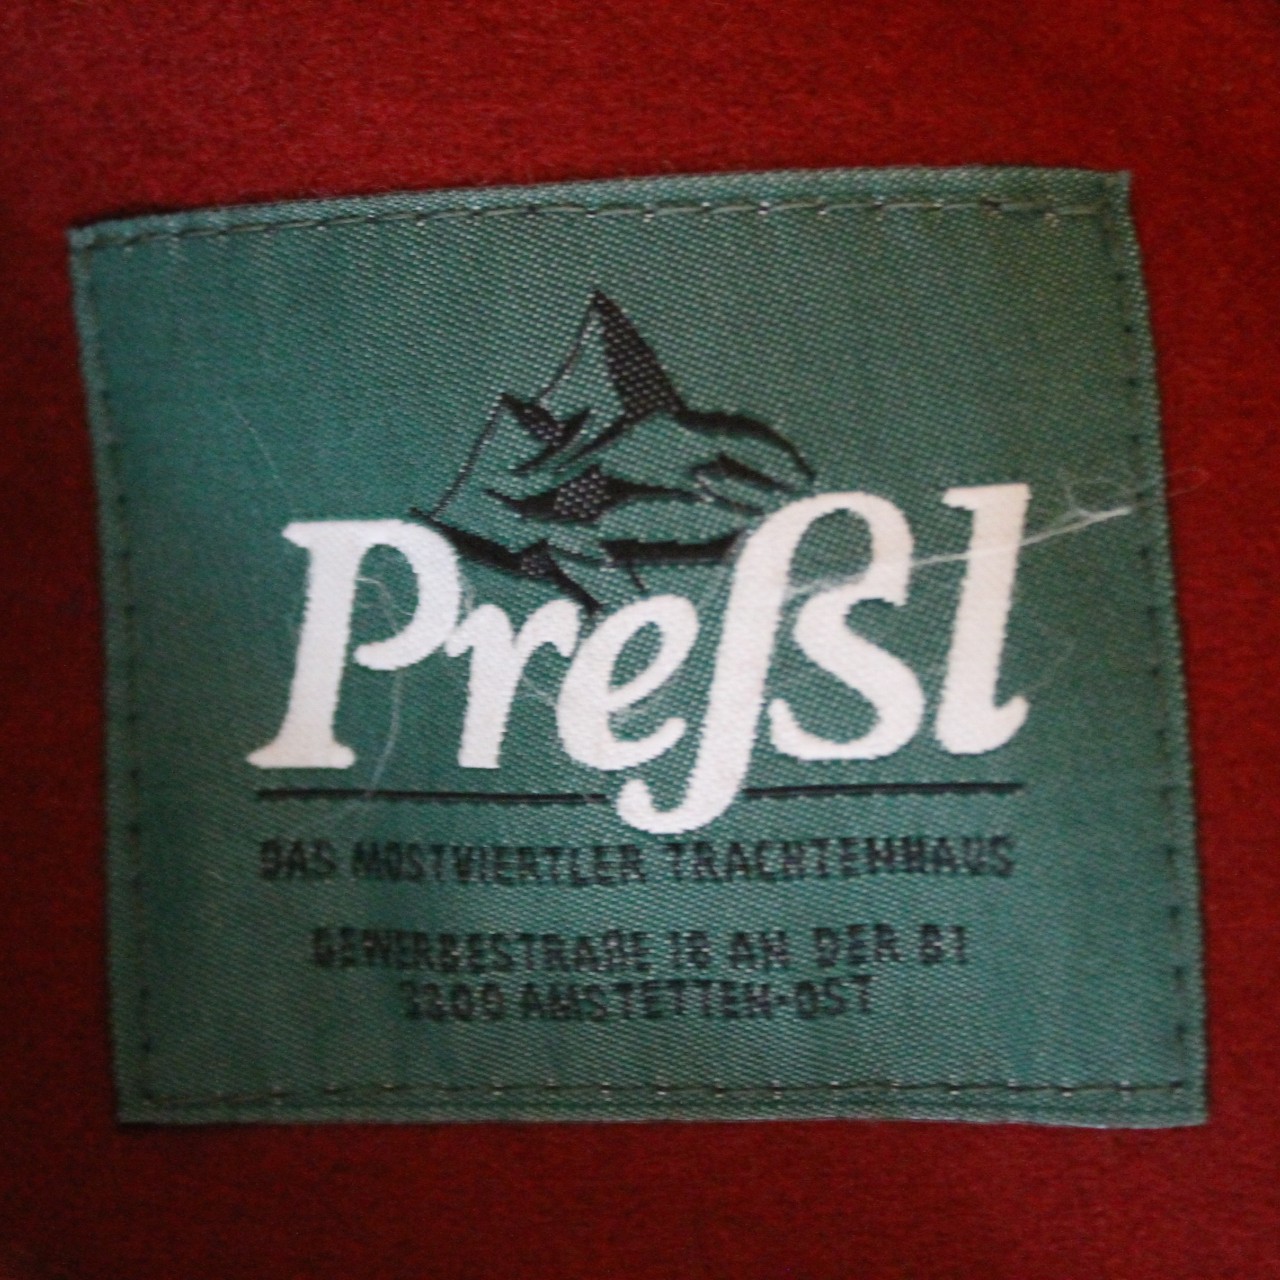 Preßl
DAS MOSTVIERTLER TRACHTENHAUS
GEWERBESTRAßE 18 AN DER B1
3300 AMSTETTEN-OST